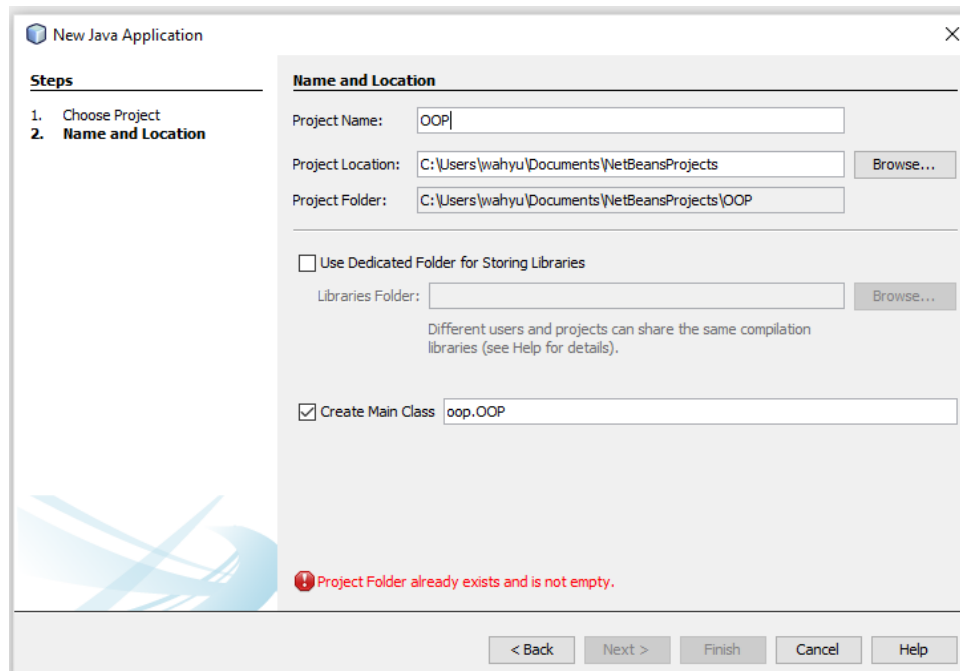 New Java Application
Steps
1. Choose Project
2. Name and Location
Name and Location
Project Name: OOP
Project Location: C:\Users\wahyu\Documents\NetBeansProjects Browse...
Project Folder: C:\Users\wahyu\Documents\NetBeansProjects\OOP
Use Dedicated Folder for Storing Libraries
Libraries Folder: Browse...
Different users and projects can share the same compilation
libraries (see Help for details).
Create Main Class oop.OOP
Project Folder already exists and is not empty.
< Back Next > Finish Cancel Help